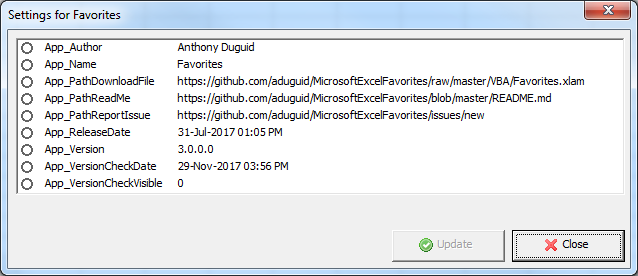 Settings for Favorites
App_Author Anthony Duguid
App_Name Favorites
App_PathDownloadFile https://github.com/aduguid/MicrosoftExcelFavorites/raw/master/VBA/Favorites.xlam
App_PathReadMe https://github.com/aduguid/MicrosoftExcelFavorites/blob/master/README.md
App_PathReportIssue https://github.com/aduguid/MicrosoftExcelFavorites/issues/new
App_ReleaseDate 31-Jul-2017 01:05 PM
App_Version 3.0.0.0
App_VersionCheckDate 29-Nov-2017 03:56 PM
App_VersionCheckVisible 0
Update Close